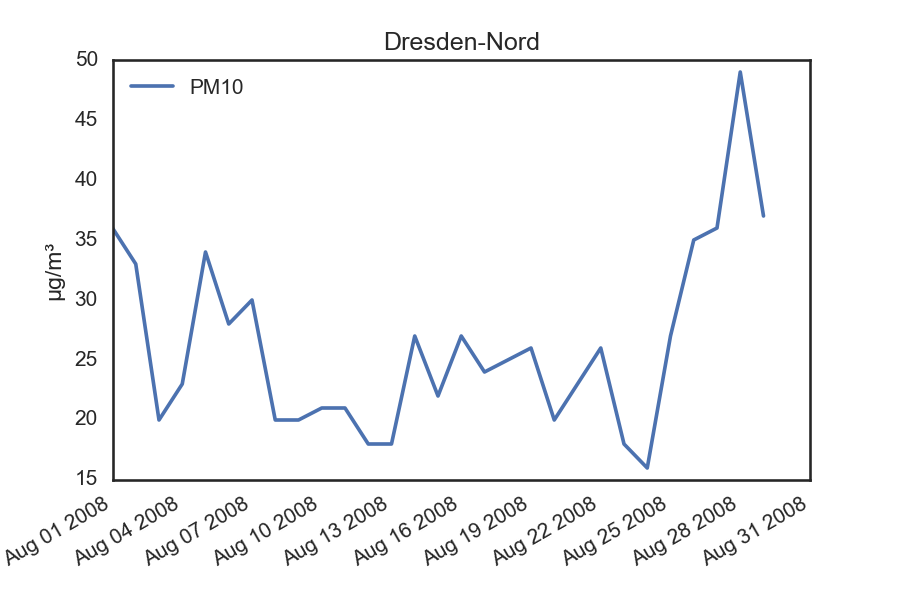 Dresden-Nord
PM10
50
45
40
35
30
25
20
15
µg/m³
Aug 01 2008
Aug 04 2008
Aug 07 2008
Aug 10 2008
Aug 13 2008
Aug 16 2008
Aug 19 2008
Aug 22 2008
Aug 25 2008
Aug 28 2008
Aug 31 2008